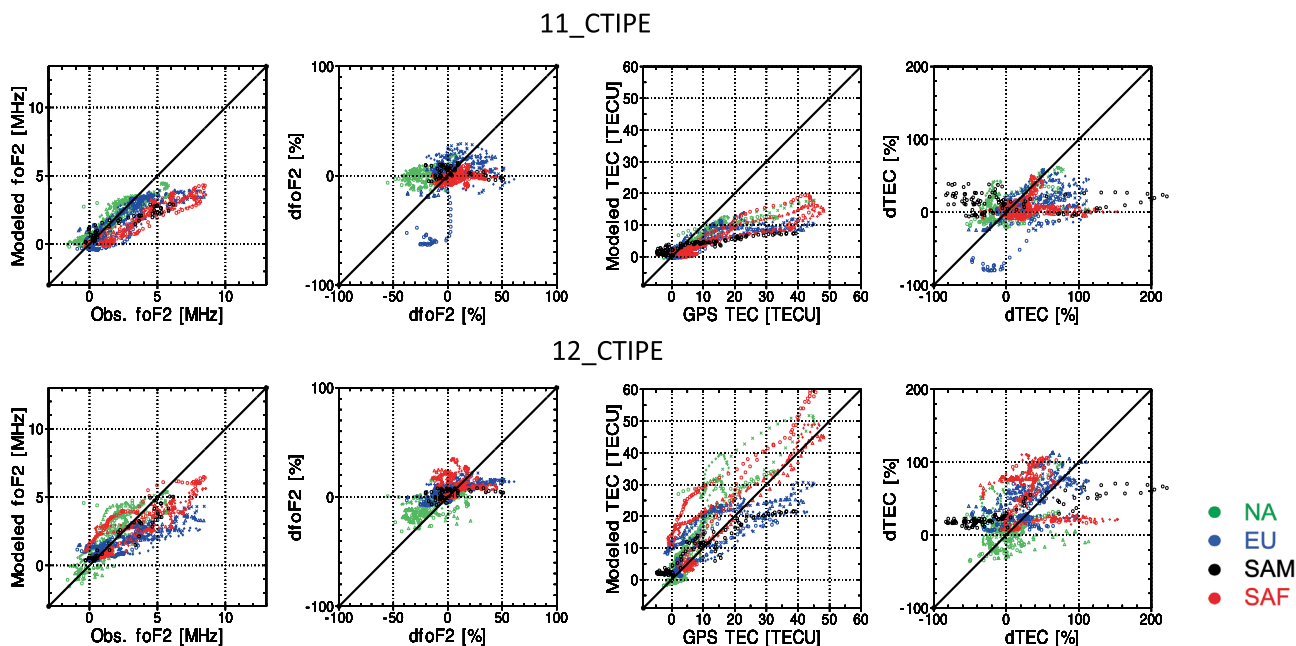 11_CTIPE
Modeled foF2 [MHz]
10
5
0
0 5 10
Obs. foF2 [MHz]
dfoF2 [%]
100
0
-100
-100 -50 0 50 100
dfoF2 [%]
Modeled TEC [TECU]
60
50
40
30
20
10
0
0 10 20 30 40 50 60
GPS TEC [TECU]
dTEC [%]
200
100
0
-100
-100 0 100 200
dTEC [%]
12_CTIPE
Modeled foF2 [MHz]
10
5
0
0 5 10
Obs. foF2 [MHz]
dfoF2 [%]
100
0
-100
-100 -50 0 50 100
dfoF2 [%]
Modeled TEC [TECU]
60
50
40
30
20
10
0
0 10 20 30 40 50 60
GPS TEC [TECU]
dTEC [%]
200
100
0
-100
-100 0 100 200
dTEC [%]
NA
EU
SAM
SAF